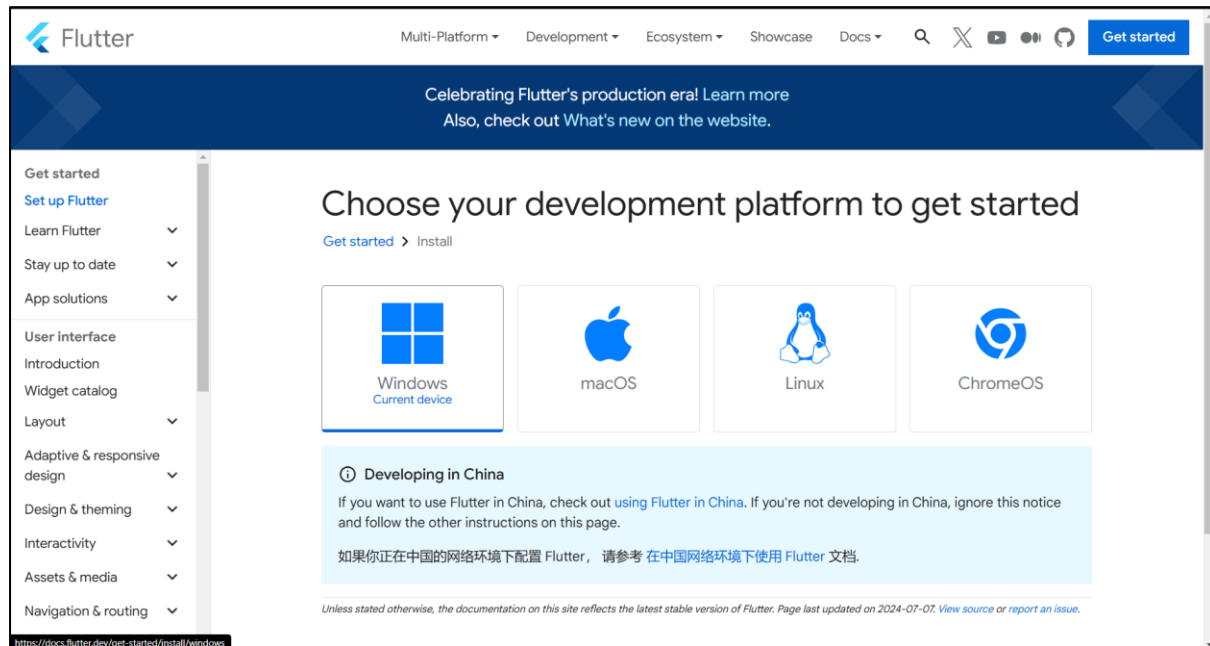 Flutter
Multi-Platform Development Ecosystem Showcase Docs Get started
Celebrating Flutter's production era! Learn more
Also, check out What's new on the website.
Get started
Set up Flutter
Learn Flutter
Stay up to date
App solutions
User interface
Introduction
Widget catalog
Layout
Adaptive & responsive
design
Design & theming
Interactivity
Assets & media
Navigation & routing
Choose your development platform to get started
Get started > Install
Windows
Current device
macOS
Linux
ChromeOS
Developing in China
If you want to use Flutter in China, check out using Flutter in China. If you're not developing in China, ignore this notice
and follow the other instructions on this page.
如果你正在中国的网络环境下配置 Flutter， 请参考 在中国网络环境下使用 Flutter 文档.
Unless stated otherwise, the documentation on this site reflects the latest stable version of Flutter. Page last updated on 2024-07-07. View source or report an issue.
https://docs.flutter.dev/get-started/install/windows